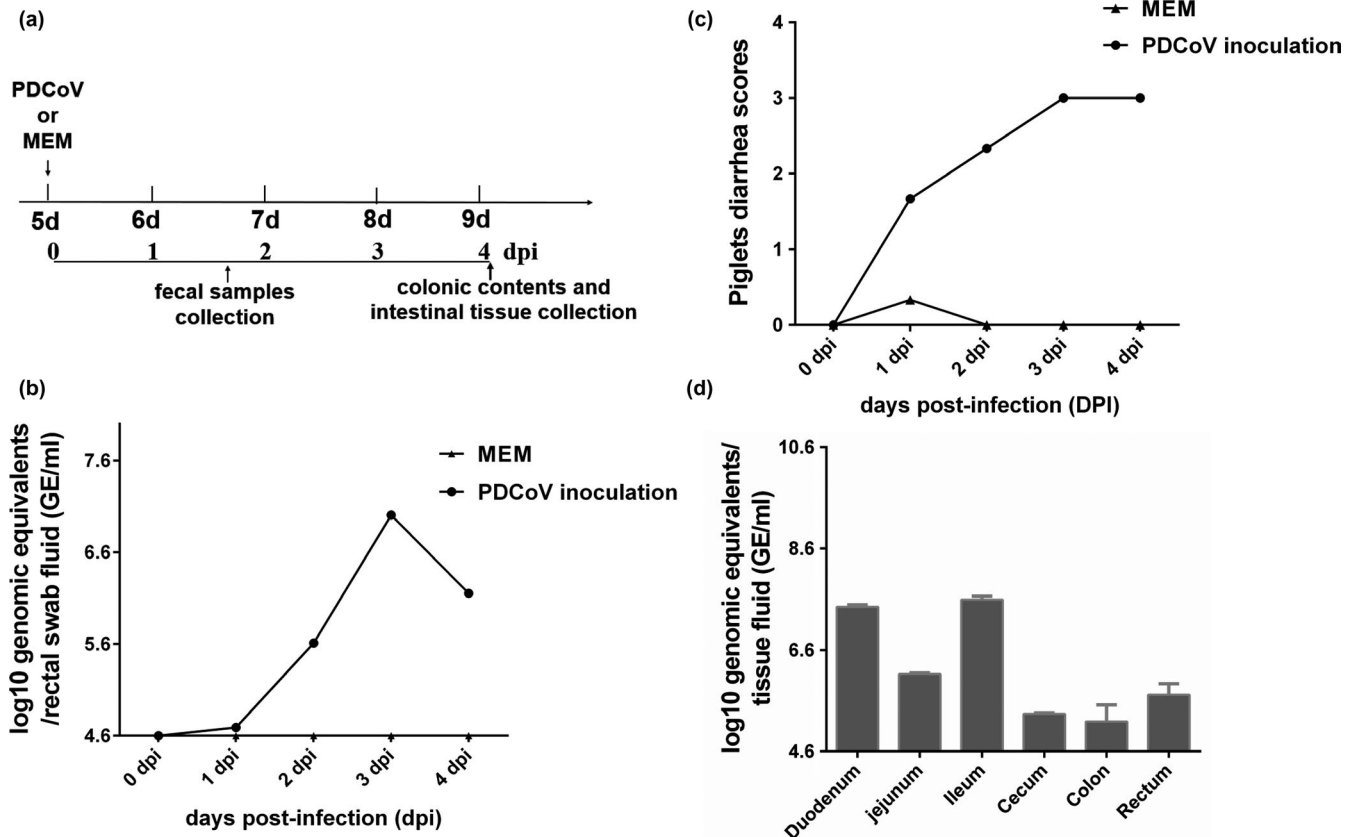 (a)
PDCoV
or
MEM
5d 6d 7d 8d 9d
0 1 2 3 4 dpi
fecal samples
collection
colonic contents and
intestinal tissue collection
(b)
log10 genomic equivalents
/rectal swab fluid (GE/ml)
7.6
6.6
5.6
4.6
MEM
PDCoV inoculation
0 dpi
1 dpi
2 dpi
3 dpi
4 dpi
days post-infection (dpi)
(c)
MEM
PDCoV inoculation
Piglets diarrhea scores
4
3
2
1
0
0 dpi
1 dpi
2 dpi
3 dpi
4 dpi
days post-infection (DPI)
(d)
log10 genomic equivalents/
tissue fluid (GE/ml)
10.6
8.6
6.6
4.6
Duodenum
jejunum
Ileum
Cecum
Colon
Rectum